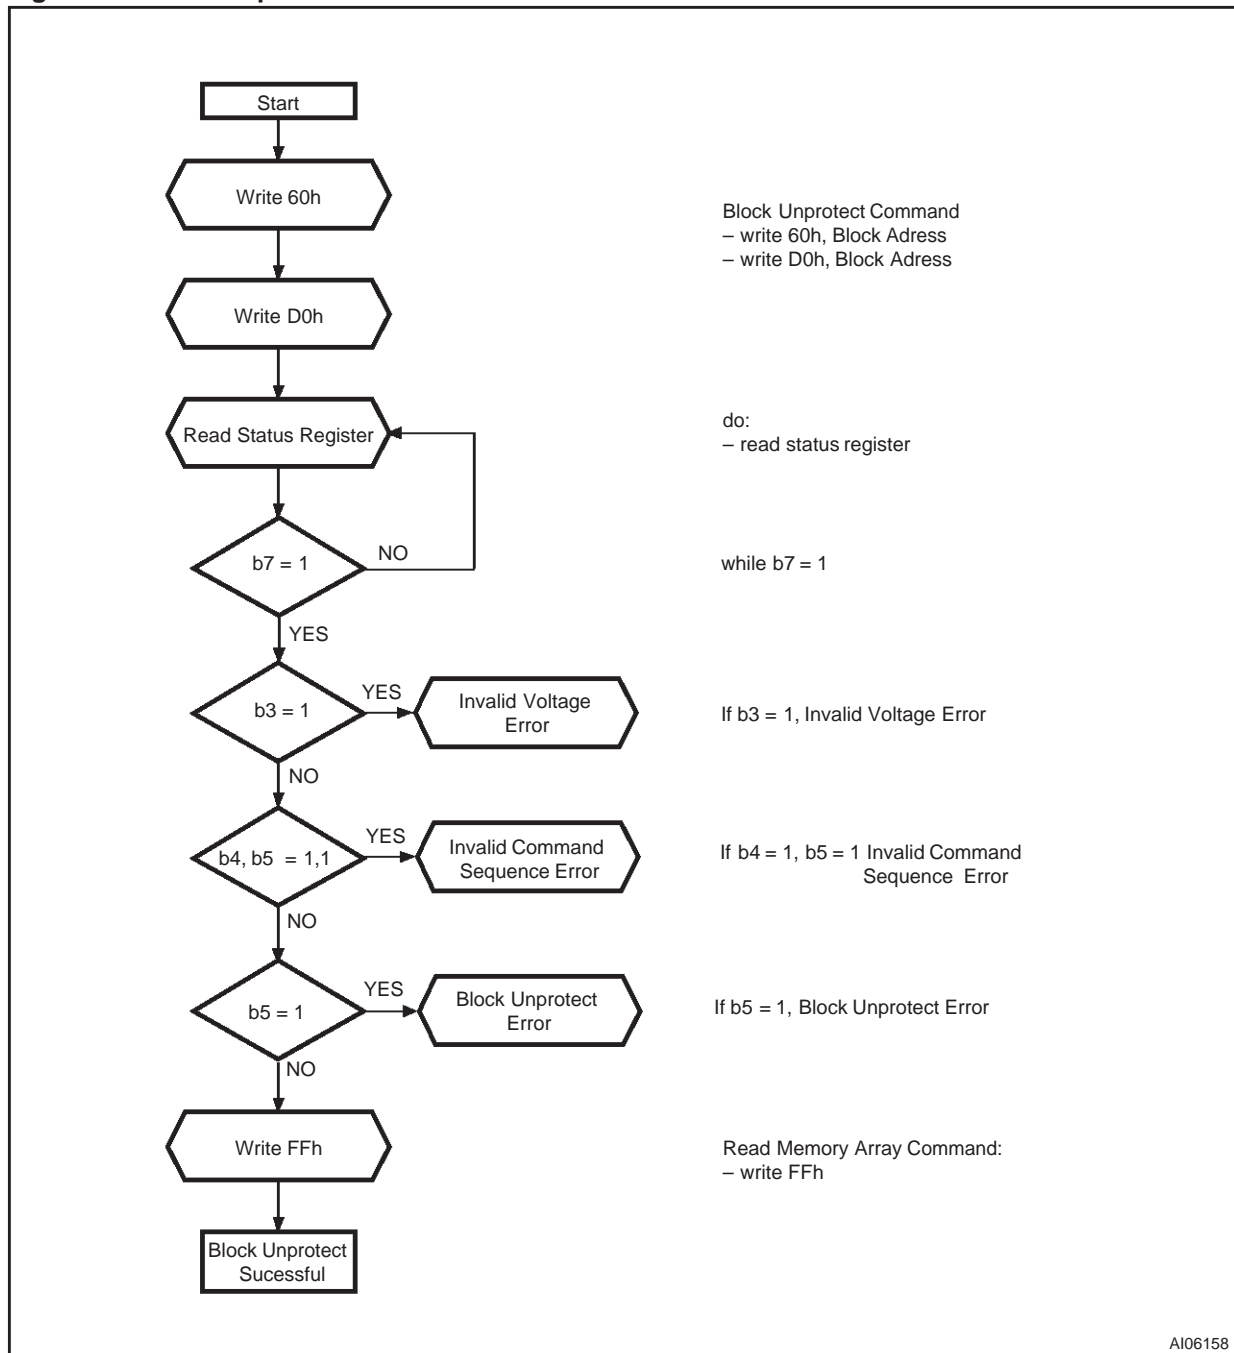 Start
Write 60h
Block Unprotect Command
– write 60h, Block Adress
– write D0h, Block Adress
Write D0h
Read Status Register
do:
– read status register
b7 = 1
NO
while b7 = 1
YES
b3 = 1
YES
Invalid Voltage
Error
If b3 = 1, Invalid Voltage Error
NO
b4, b5 = 1,1
YES
Invalid Command
Sequence Error
If b4 = 1, b5 = 1 Invalid Command
Sequence Error
NO
b5 = 1
YES
Block Unprotect
Error
If b5 = 1, Block Unprotect Error
NO
Write FFh
Read Memory Array Command:
– write FFh
Block Unprotect
Sucessful
AI06158